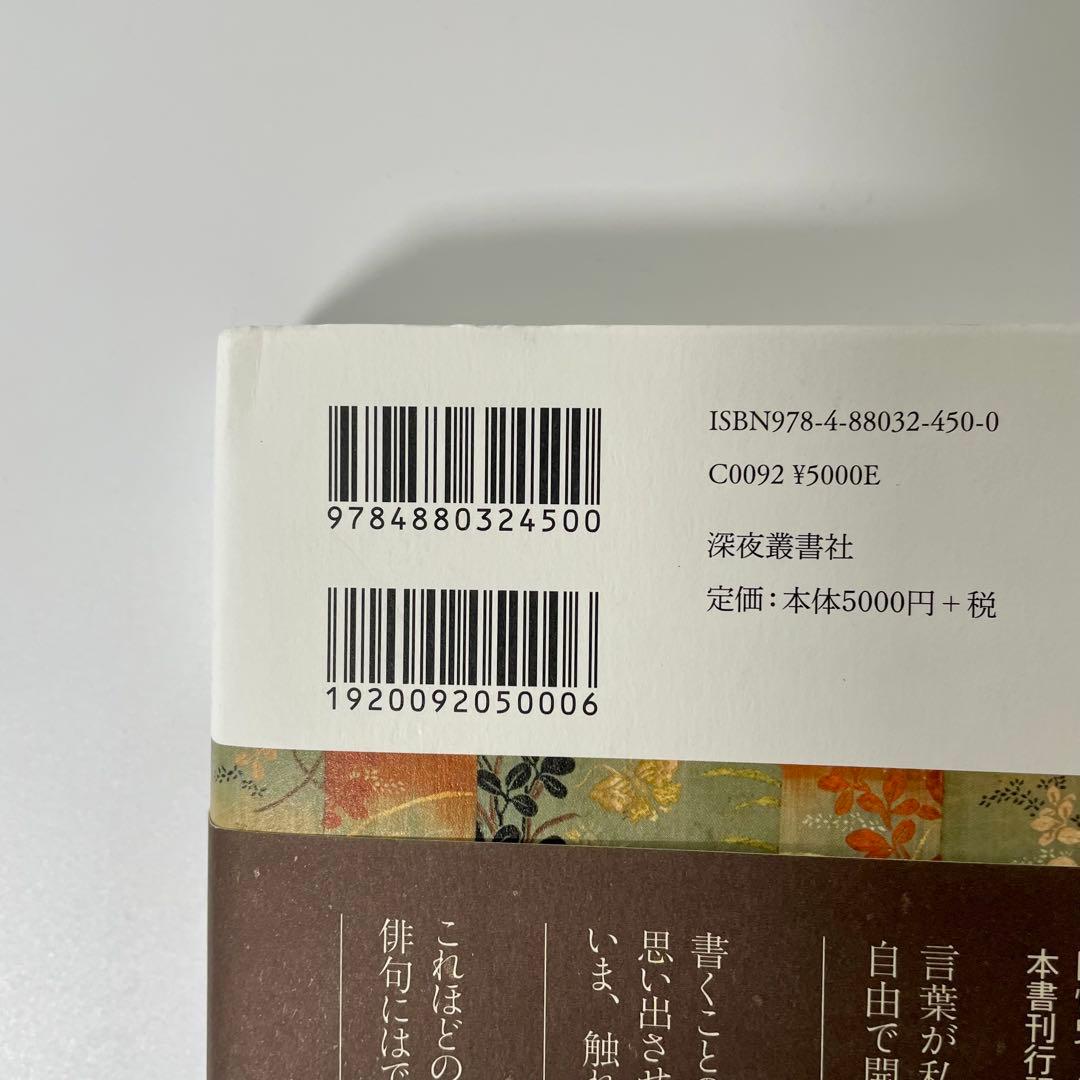 9784880324500
1920092050006
ISBN978-4-88032-450-0
C0092 ¥5000E
深夜叢書社
定価：本体5000円＋税
本書刊行
言葉が私
自由で開
書くことの
思い出させ
いま、触れ
これほどの
俳句にはで